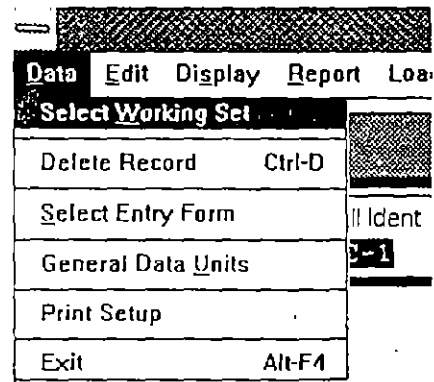 Data Edit Display Report Loa
Select Working Set
Delete Record Ctrl-D
Select Entry Form
ll Ident
General Data Units
C-1
Print Setup
Exit Alt-F4